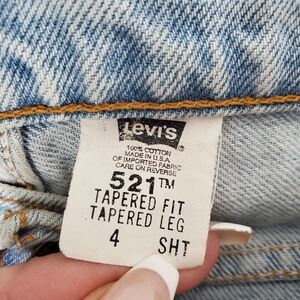 Levi's
100% COTTON
MADE IN U.S.A.
OF IMPORTED FABRIC
CARE ON REVERSE
521™
TAPERED FIT
TAPERED LEG
4 SHT